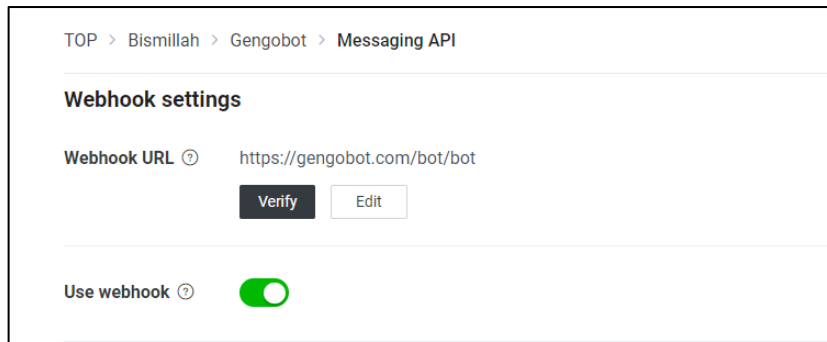 TOP > Bismillah > Gengobot > Messaging API
Webhook settings
Webhook URL ? https://gengobot.com/bot/bot
Verify Edit
Use webhook ?